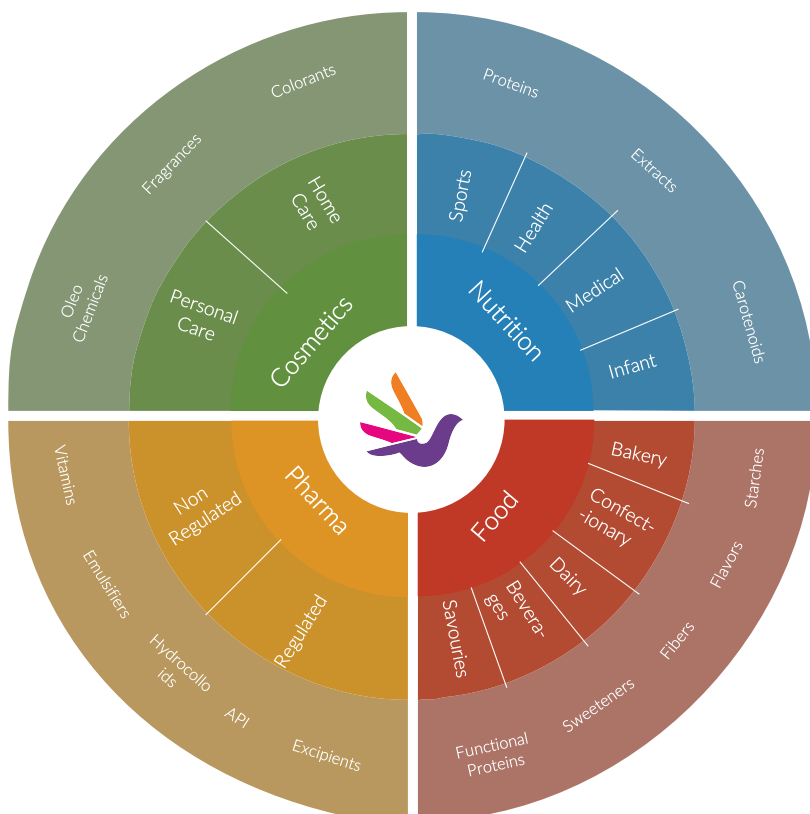 Colorants
Fragrances
Oleo
Chemicals
Home
Care
Personal
Care
Cosmetics
Proteins
Extracts
Carotenoids
Sports
Health
Medical
Infant
Nutrition
Bakery
Confect-
-ionary
Dairy
Bevera-
ges
Savouries
Food
Starches
Flavors
Fibers
Sweeteners
Functional
Proteins
Pharma
Non
Regulated
Regulated
Vitamins
Emulsifiers
Hydrocollo
ids
API
Excipients